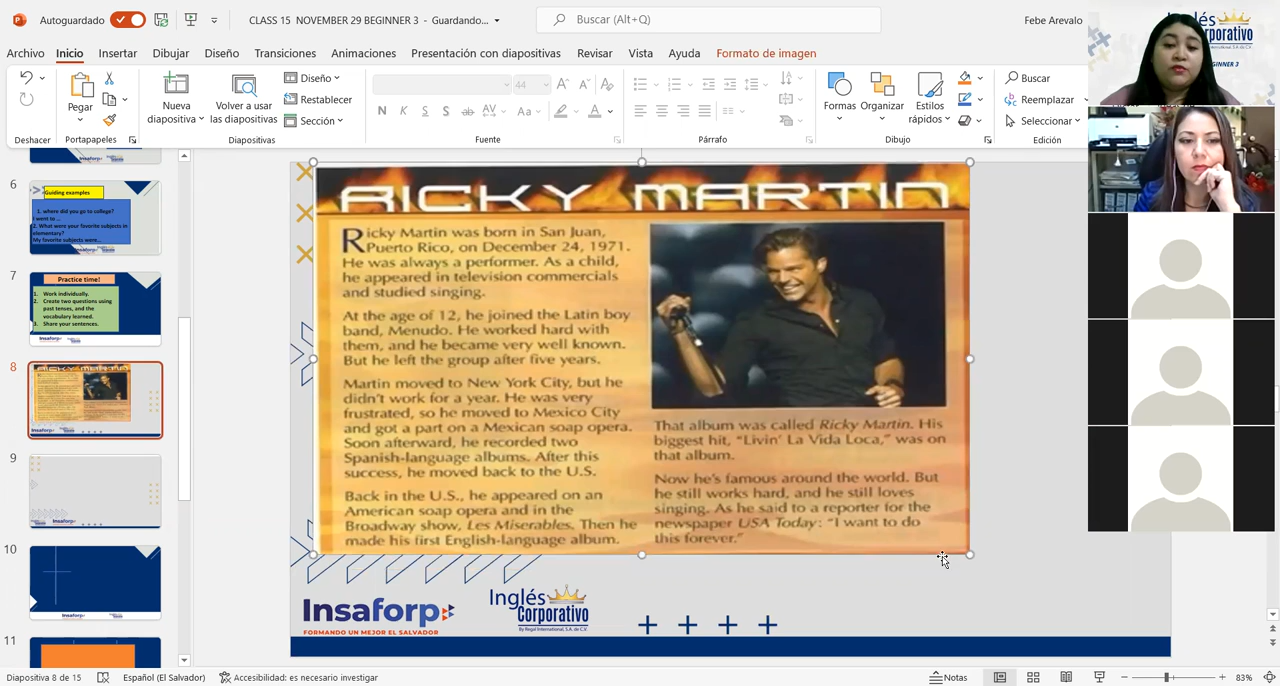 Autoguardado
CLASS 15 NOVEMBER 29 BEGINNER 3 - Guardando...
Buscar (Alt+Q)
Febe Arevalo
Archivo Inicio Insertar Dibujar Diseño Transiciones Animaciones Presentación con diapositivas Revisar Vista Ayuda Formato de imagen
Pegar
Nueva diapositiva
Volver a usar las diapositivas
Diseño
Restablecer
Sección
44
N K S S ab AV Aa A
Formas
Organizar
Estilos rápidos
Buscar
Reemplazar
Seleccionar
Deshacer Portapapeles Diapositivas Fuente Párrafo Dibujo Edición
6
Guiding examples
1. where did you go to college?
I went to ...
2. What were your favorite subjects in
elementary?
My favorite subjects were...
7
Practice time!
1. Work individually.
2. Create two questions using
past tenses, and the
vocabulary learned.
3. Share your sentences.
8
9
10
11
RICKY MARTIN
Ricky Martin was born in San Juan,
Puerto Rico, on December 24, 1971.
He was always a performer. As a child,
he appeared in television commercials
and studied singing.
At the age of 12, he joined the Latin boy
band, Menudo. He worked hard with
them, and he became very well known.
But he left the group after five years.
Martin moved to New York City, but he
didn't work for a year. He was very
frustrated, so he moved to Mexico City
and got a part on a Mexican soap opera.
Soon afterward, he recorded two
Spanish-language albums. After this
success, he moved back to the U.S.
Back in the U.S., he appeared on an
American soap opera and in the
Broadway show, Les Miserables. Then he
made his first English-language album.
That album was called Ricky Martin. His
biggest hit, "Livin' La Vida Loca," was on
that album.
Now he's famous around the world. But
he still works hard, and he still loves
singing. As he said to a reporter for the
newspaper USA Today: "I want to do
this forever."
Insaforp
FORMANDO UN MEJOR EL SALVADOR
Inglés
Corporativo
By Regal International, S.A. de C.V.
Diapositiva 8 de 15
Español (El Salvador)
Accesibilidad: es necesario investigar
Notas
83%